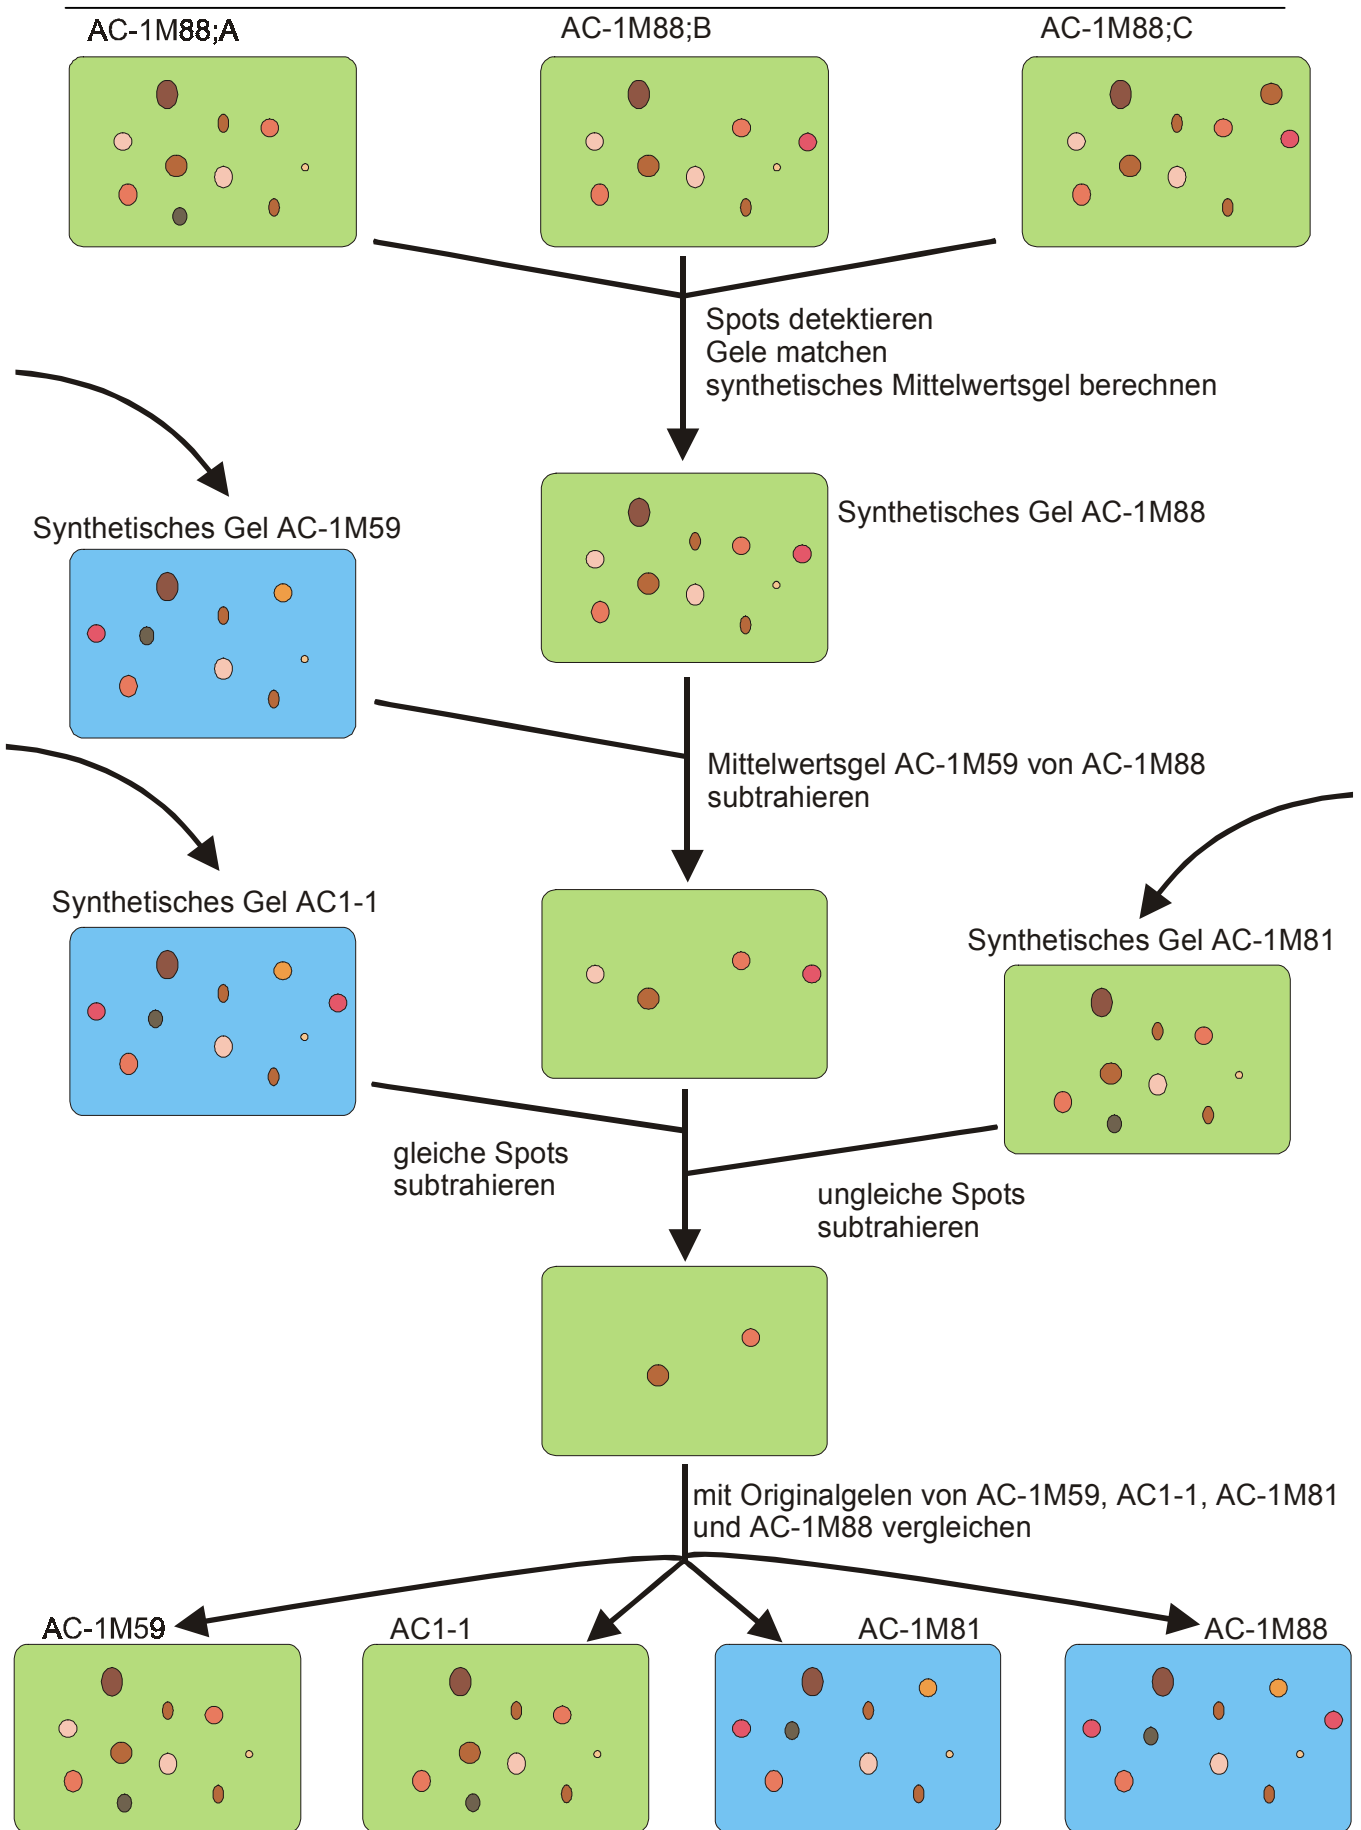 AC-1M88;A
AC-1M88;B
AC-1M88;C
Spots detektieren
Gele matchen
synthetisches Mittelwertsgel berechnen
Synthetisches Gel AC-1M88
Synthetisches Gel AC-1M59
Mittelwertsgel AC-1M59 von AC-1M88
subtrahieren
Synthetisches Gel AC1-1
Synthetisches Gel AC-1M81
gleiche Spots
subtrahieren
ungleiche Spots
subtrahieren
mit Originalgelen von AC-1M59, AC1-1, AC-1M81
und AC-1M88 vergleichen
AC-1M59
AC1-1
AC-1M81
AC-1M88